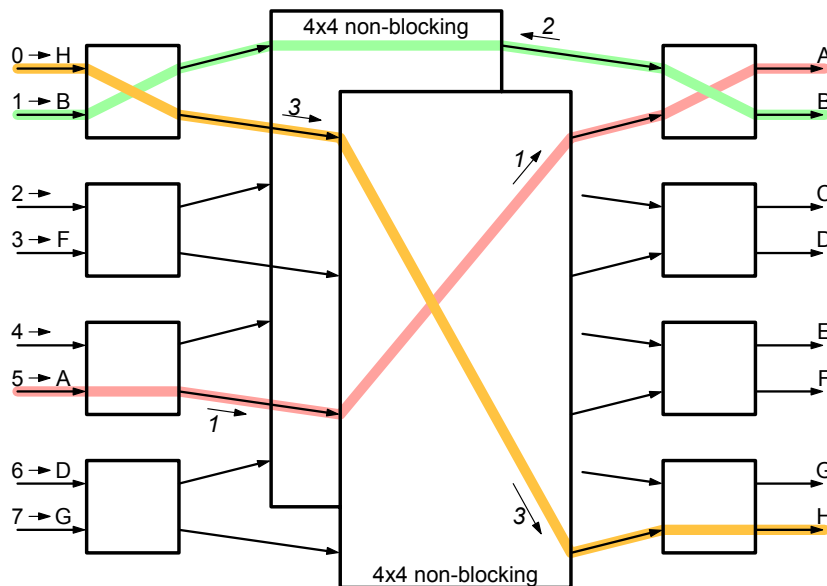 4x4 non-blocking
2
0 → H
A
1 → B
B
3
1
2 →
C
3 → F
D
4 →
E
5 → A
F
1
6 → D
G
3
7 → G
H
4x4 non-blocking